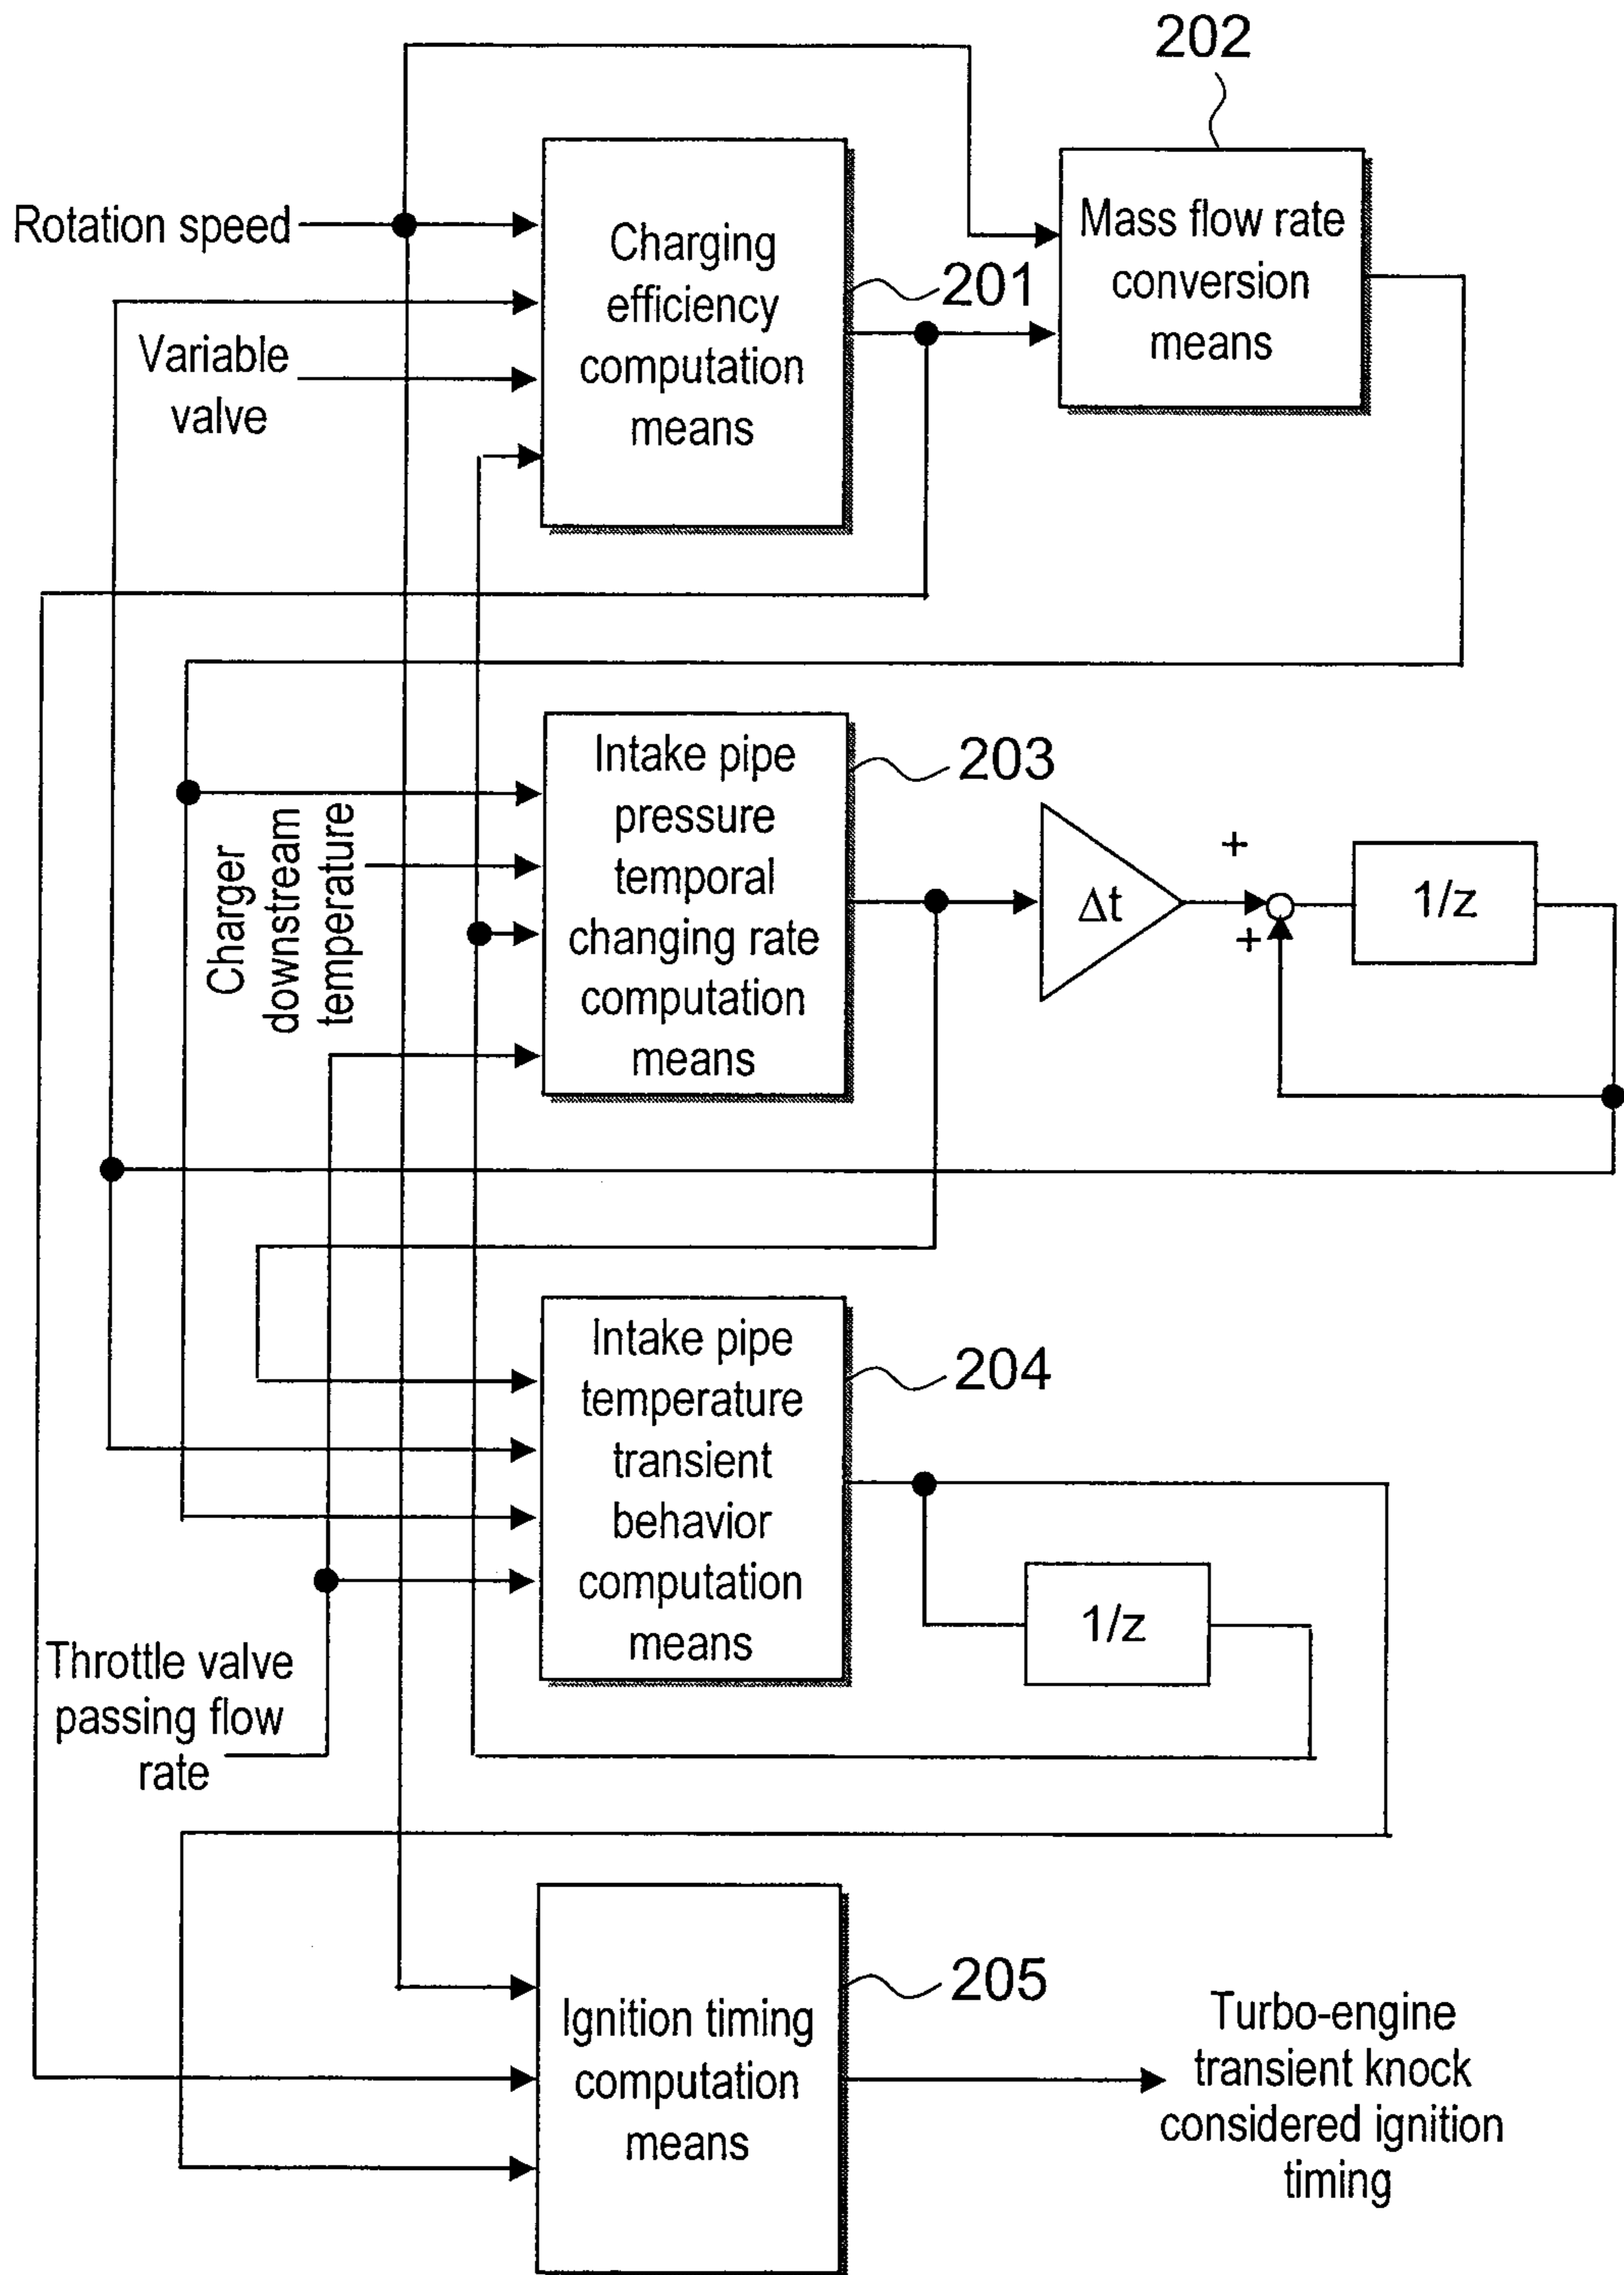 202
Rotation speed
Charging
efficiency
computation
means
201
Mass flow rate
conversion
means
Variable
valve
Intake pipe
pressure
temporal
changing rate
computation
means
203
Charger
downstream
temperature
Δt
+
+
1/z
Intake pipe
temperature
transient
behavior
computation
means
204
1/z
Throttle valve
passing flow
rate
Ignition timing
computation
means
205
Turbo-engine
transient knock
considered ignition
timing